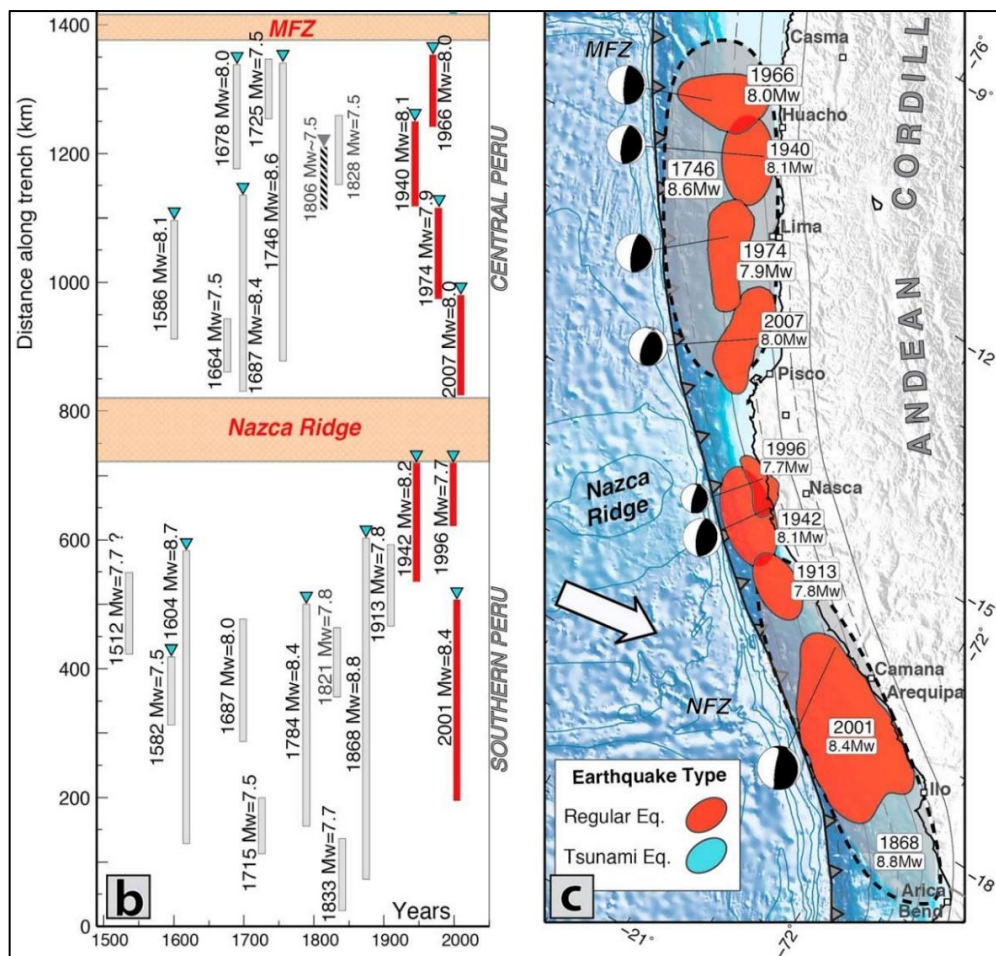 1400
MFZ
1678 Mw=8.0
1725 Mw=7.5
1966 Mw=8.0
1940 Mw=8.1
1828 Mw=7.5
1806 Mw~7.5
1746 Mw=8.6
1974 Mw=7.9
1586 Mw=8.1
1664 Mw=7.5
1687 Mw=8.4
2007 Mw=8.0
CENTRAL PERU
Distance along trench (km)
1200
1000
800
Nazca Ridge
1942 Mw=8.2
1996 Mw=7.7
1512 Mw=7.7 ?
1604 Mw=8.7
1913 Mw=7.8
1582 Mw=7.5
1687 Mw=8.0
1784 Mw=8.4
1821 Mw=7.8
1868 Mw=8.8
2001 Mw=8.4
1715 Mw=7.5
1833 Mw=7.7
SOUTHERN PERU
600
400
200
0
b
Years
1500
1600
1700
1800
1900
2000
MFZ
Casma
-76°
-9°
1966
8.0Mw
Huacho
1940
8.1Mw
1746
8.6Mw
Lima
1974
7.9Mw
2007
8.0Mw
-12
Pisco
ANDEAN CORDILL
1996
7.7Mw
Nasca
Nazca
Ridge
1942
8.1Mw
1913
7.8Mw
-15
-72°
Camana
Arequipa
NFZ
2001
8.4Mw
Ilo
1868
8.8Mw
Arica
Bend
-18
Earthquake Type
Regular Eq.
Tsunami Eq.
c
-21°
-72°